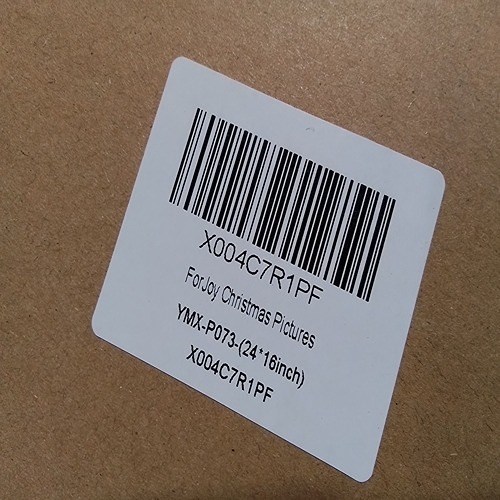 X004C7R1PF
ForJoy Christmas Pictures
YMX-P073-(24*16inch)
X004C7R1PF